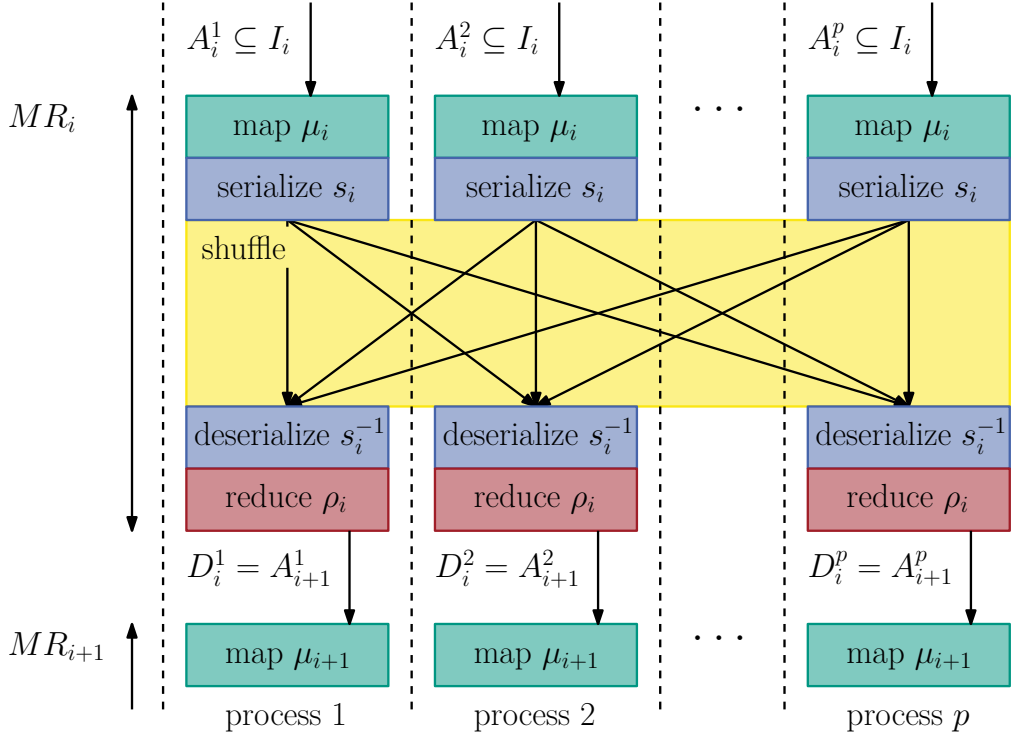 A_i^1 ⊆ I_i A_i^2 ⊆ I_i A_i^p ⊆ I_i
MR_i map μ_i map μ_i · · · map μ_i
serialize s_i serialize s_i serialize s_i
shuffle
deserialize s_i^{-1} deserialize s_i^{-1} deserialize s_i^{-1}
reduce ρ_i reduce ρ_i reduce ρ_i
D_i^1 = A_{i+1}^1 D_i^2 = A_{i+1}^2 D_i^p = A_{i+1}^p
MR_{i+1} map μ_{i+1} map μ_{i+1} · · · map μ_{i+1}
process 1 process 2 process p